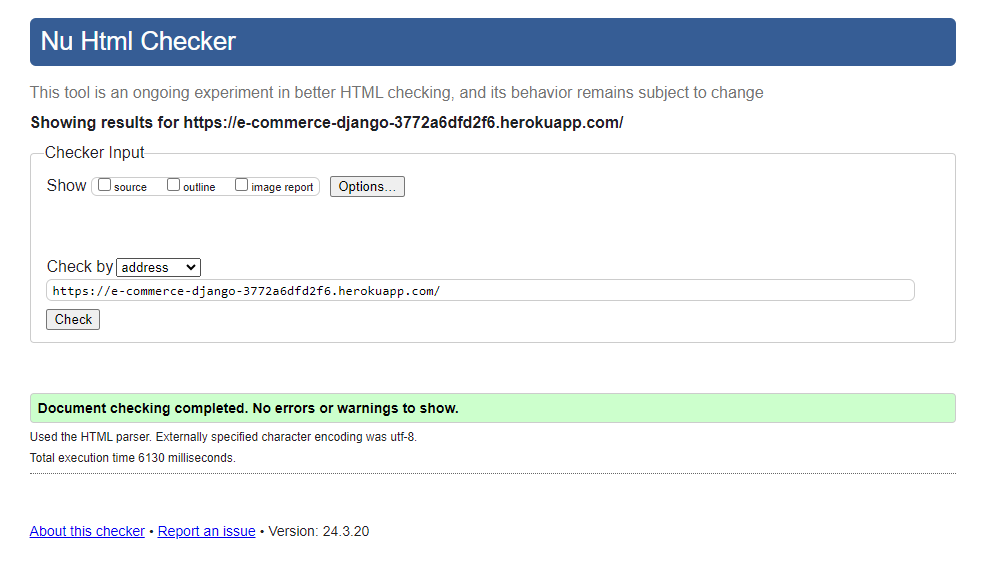 Nu Html Checker
This tool is an ongoing experiment in better HTML checking, and its behavior remains subject to change
Showing results for https://e-commerce-django-3772a6dfd2f6.herokuapp.com/
Checker Input
Show source outline image report Options...
Check by address
https://e-commerce-django-3772a6dfd2f6.herokuapp.com/
Check
Document checking completed. No errors or warnings to show.
Used the HTML parser. Externally specified character encoding was utf-8.
Total execution time 6130 milliseconds.
About this checker • Report an issue • Version: 24.3.20